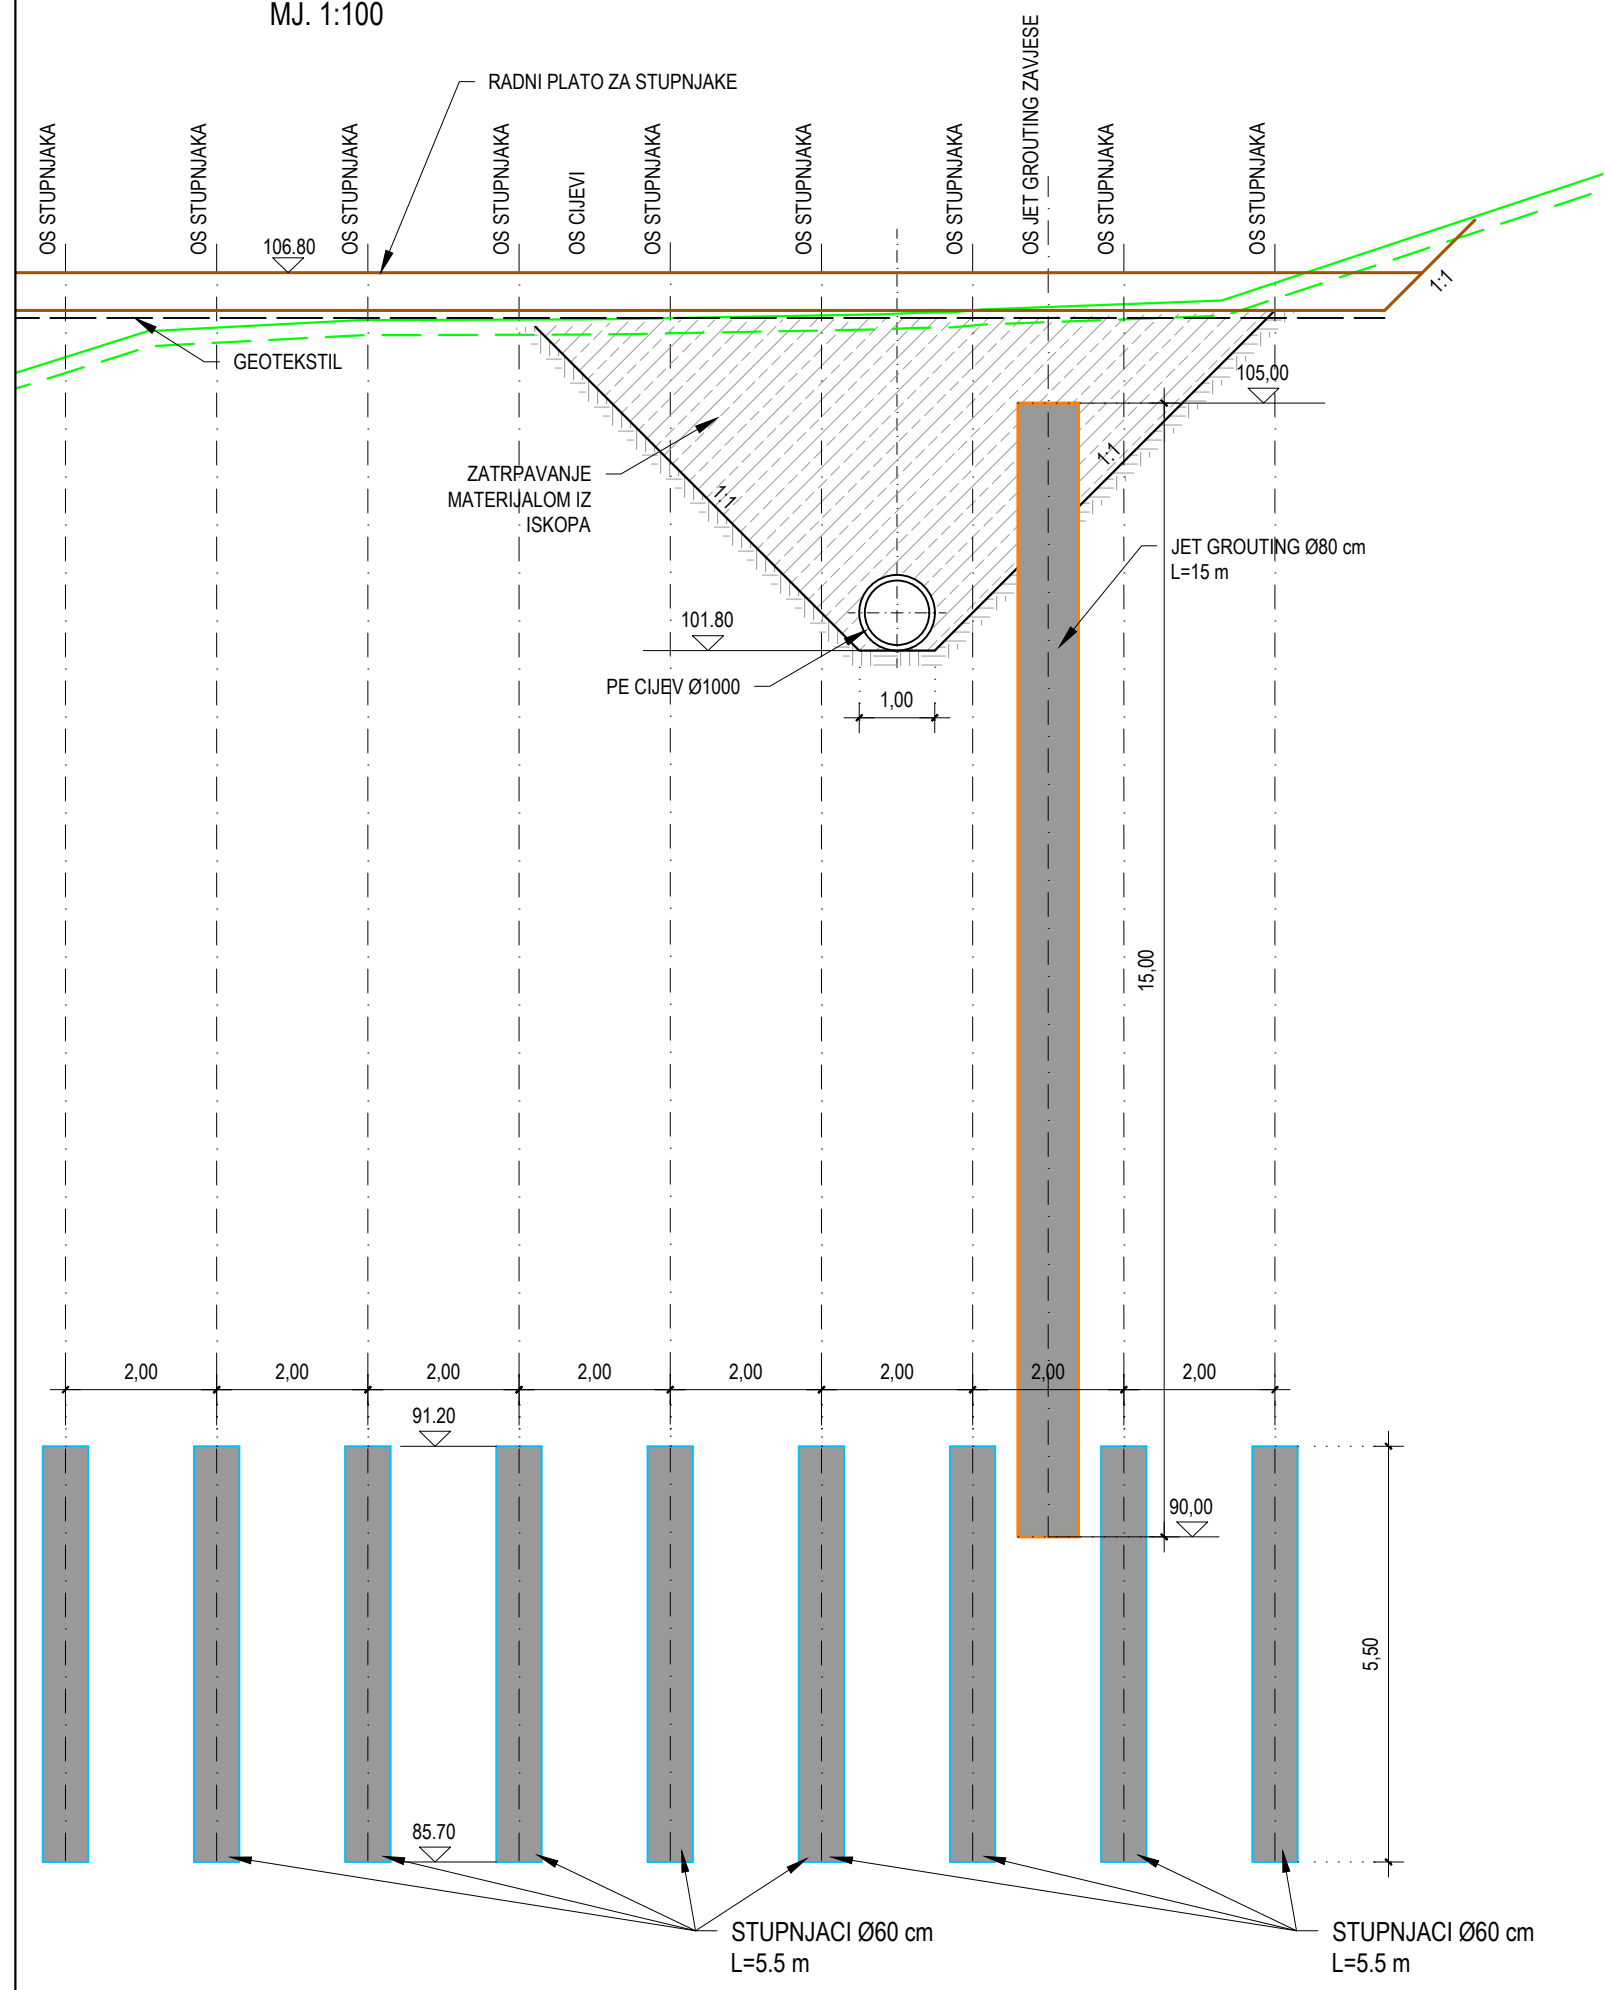 MJ. 1:100
RADNI PLATO ZA STUPNJAKE
OS STUPNJAKA
OS STUPNJAKA
OS STUPNJAKA
OS STUPNJAKA
OS CIJEVI
OS STUPNJAKA
OS STUPNJAKA
OS STUPNJAKA
OS JET GROUTING ZAVJESE
OS STUPNJAKA
OS STUPNJAKA
106.80
1:1
GEOTEKSTIL
105,00
ZATRPAVANJE
MATERIJALOM IZ
ISKOPA
1:1
1:1
JET GROUTING Ø80 cm
L=15 m
101.80
PE CIJEV Ø1000
1,00
15,00
2,00
2,00
2,00
2,00
2,00
2,00
2,00
2,00
91.20
90,00
5,50
85.70
STUPNJACI Ø60 cm
L=5.5 m
STUPNJACI Ø60 cm
L=5.5 m